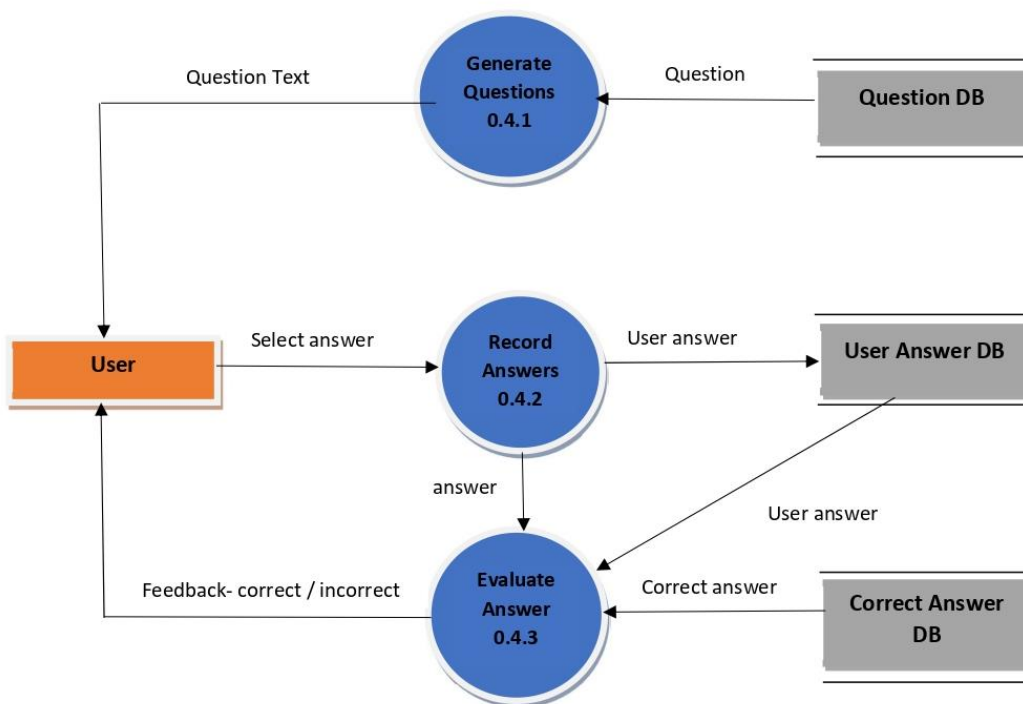 Generate
Questions
0.4.1
Question Text
Question
Question DB
User
Select answer
Record
Answers
0.4.2
User answer
User Answer DB
answer
User answer
Feedback- correct / incorrect
Evaluate
Answer
0.4.3
Correct answer
Correct Answer
DB